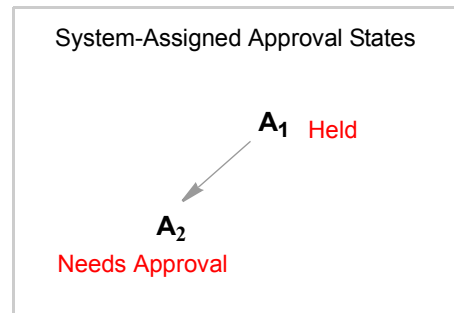 System-Assigned Approval States
A₁ Held
A₂
Needs Approval